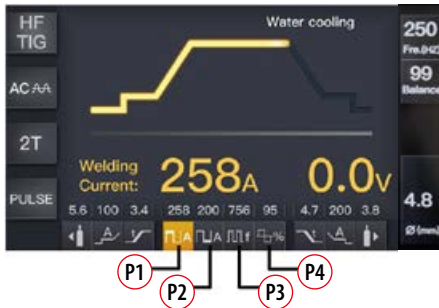 HF
TIG
Water cooling
250
Fre.(HZ)
99
Balance
AC
2T
Welding
Current:
258A
0.0V
PULSE
5.6 100 3.4 258 200 756 95 4.7 200 3.8
4.8
Ø(mm)
A A A f % A
P1
P2
P3
P4